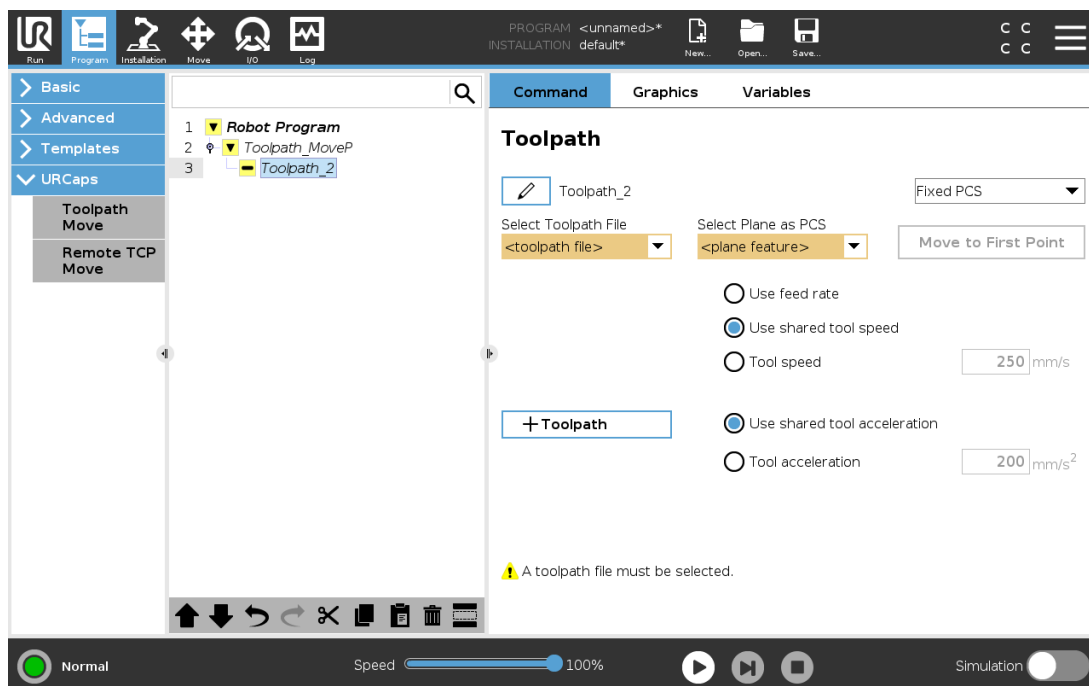 PROGRAM <unnamed>*
INSTALLATION default*
Run
Program
Installation
Move
I/O
Log
New...
Open...
Save...
C C
C C
Basic
Advanced
Templates
URCaps
Toolpath
Move
Remote TCP
Move
1 Robot Program
2 Toolpath_MoveP
3 Toolpath_2
Command Graphics Variables
Toolpath
Toolpath_2
Fixed PCS
Select Toolpath File
Select Plane as PCS
<toolpath file>
<plane feature>
Move to First Point
Use feed rate
Use shared tool speed
Tool speed 250 mm/s
+Toolpath
Use shared tool acceleration
Tool acceleration 200 mm/s²
A toolpath file must be selected.
Normal
Speed 100%
Simulation